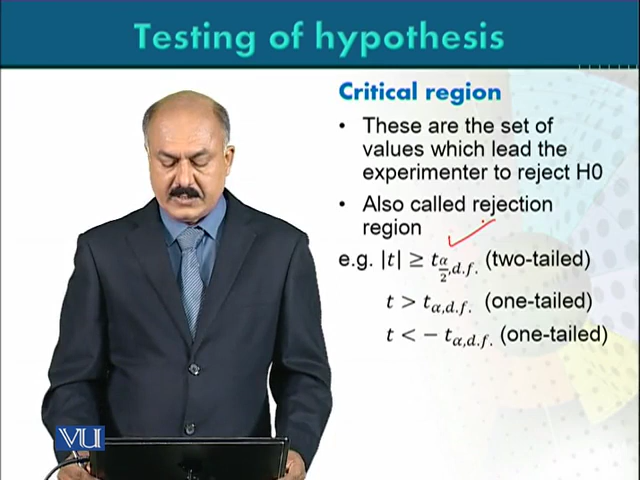 Testing of hypothesis
Critical region
• These are the set of
values which lead the
experimenter to reject H0
• Also called rejection
region
e.g. |t| ≥ t_{α/2,d.f.} (two-tailed)
t > t_{α,d.f.} (one-tailed)
t < − t_{α,d.f.} (one-tailed)
VU